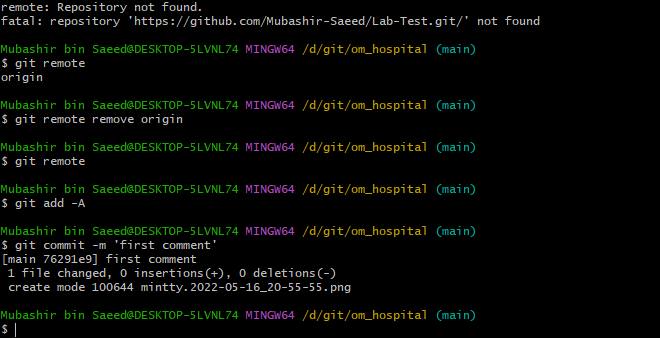 remote: Repository not found.
fatal: repository 'https://github.com/Mubashir-Saeed/Lab-Test.git/' not found
Mubashir bin Saeed@DESKTOP-5LVNL74 MINGW64 /d/git/om_hospital (main)
$ git remote
origin
Mubashir bin Saeed@DESKTOP-5LVNL74 MINGW64 /d/git/om_hospital (main)
$ git remote remove origin
Mubashir bin Saeed@DESKTOP-5LVNL74 MINGW64 /d/git/om_hospital (main)
$ git remote
Mubashir bin Saeed@DESKTOP-5LVNL74 MINGW64 /d/git/om_hospital (main)
$ git add -A
Mubashir bin Saeed@DESKTOP-5LVNL74 MINGW64 /d/git/om_hospital (main)
$ git commit -m 'first comment'
[main 76291e9] first comment
 1 file changed, 0 insertions(+), 0 deletions(-)
 create mode 100644 mintty.2022-05-16_20-55-55.png
Mubashir bin Saeed@DESKTOP-5LVNL74 MINGW64 /d/git/om_hospital (main)
$